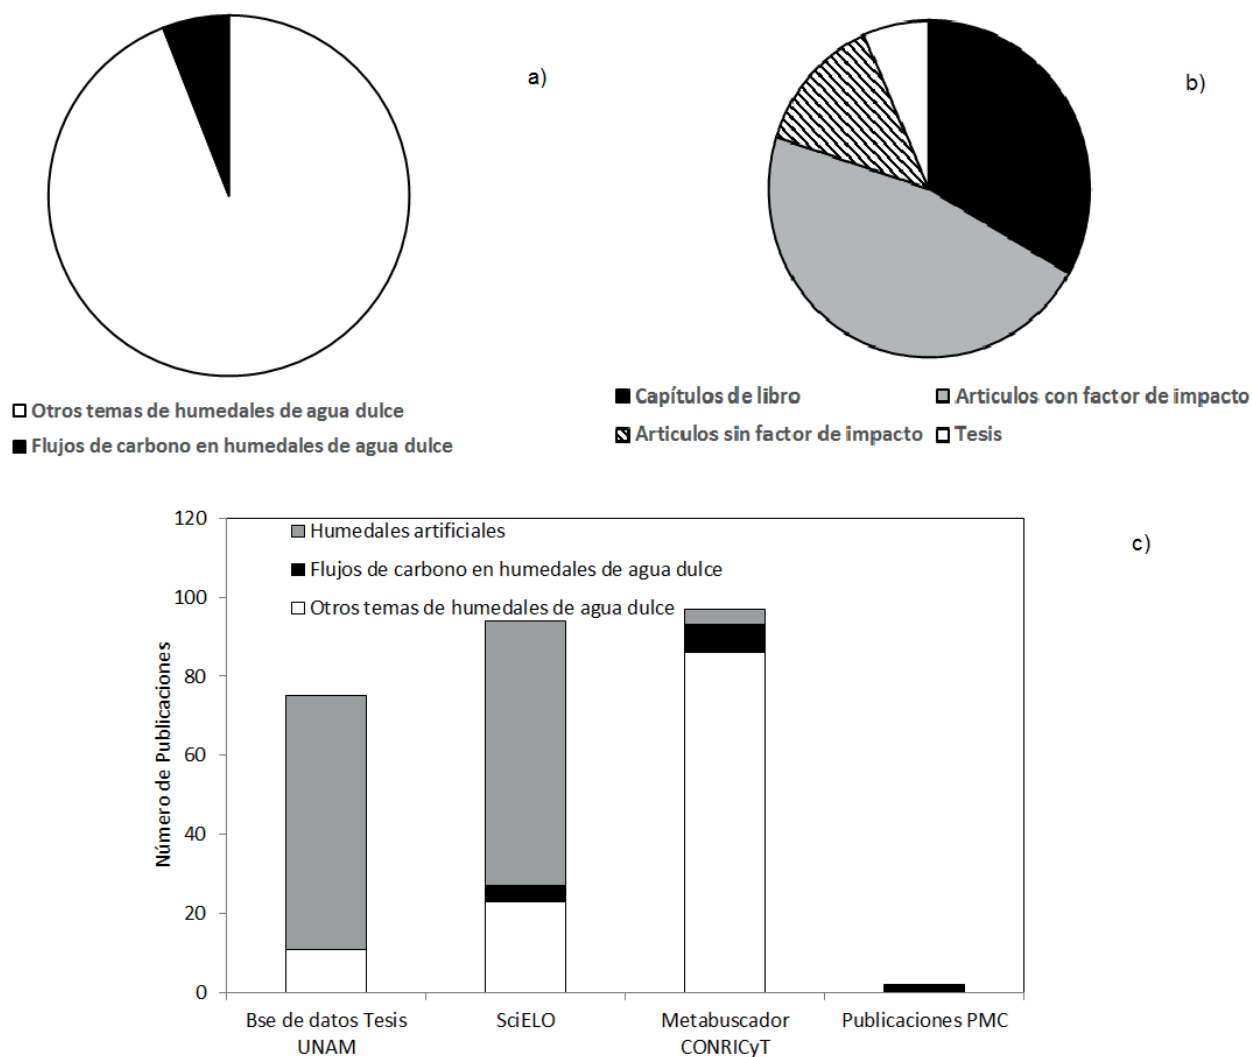 a)
b)
Otros temas de humedales de agua dulce
Flujos de carbono en humedales de agua dulce
Capítulos de libro
Articulos con factor de impacto
Articulos sin factor de impacto
Tesis
c)
Número de Publicaciones
120
100
80
60
40
20
0
Humedales artificiales
Flujos de carbono en humedales de agua dulce
Otros temas de humedales de agua dulce
Bse de datos Tesis
UNAM
SciELO
Metabuscador
CONRICyT
Publicaciones PMC